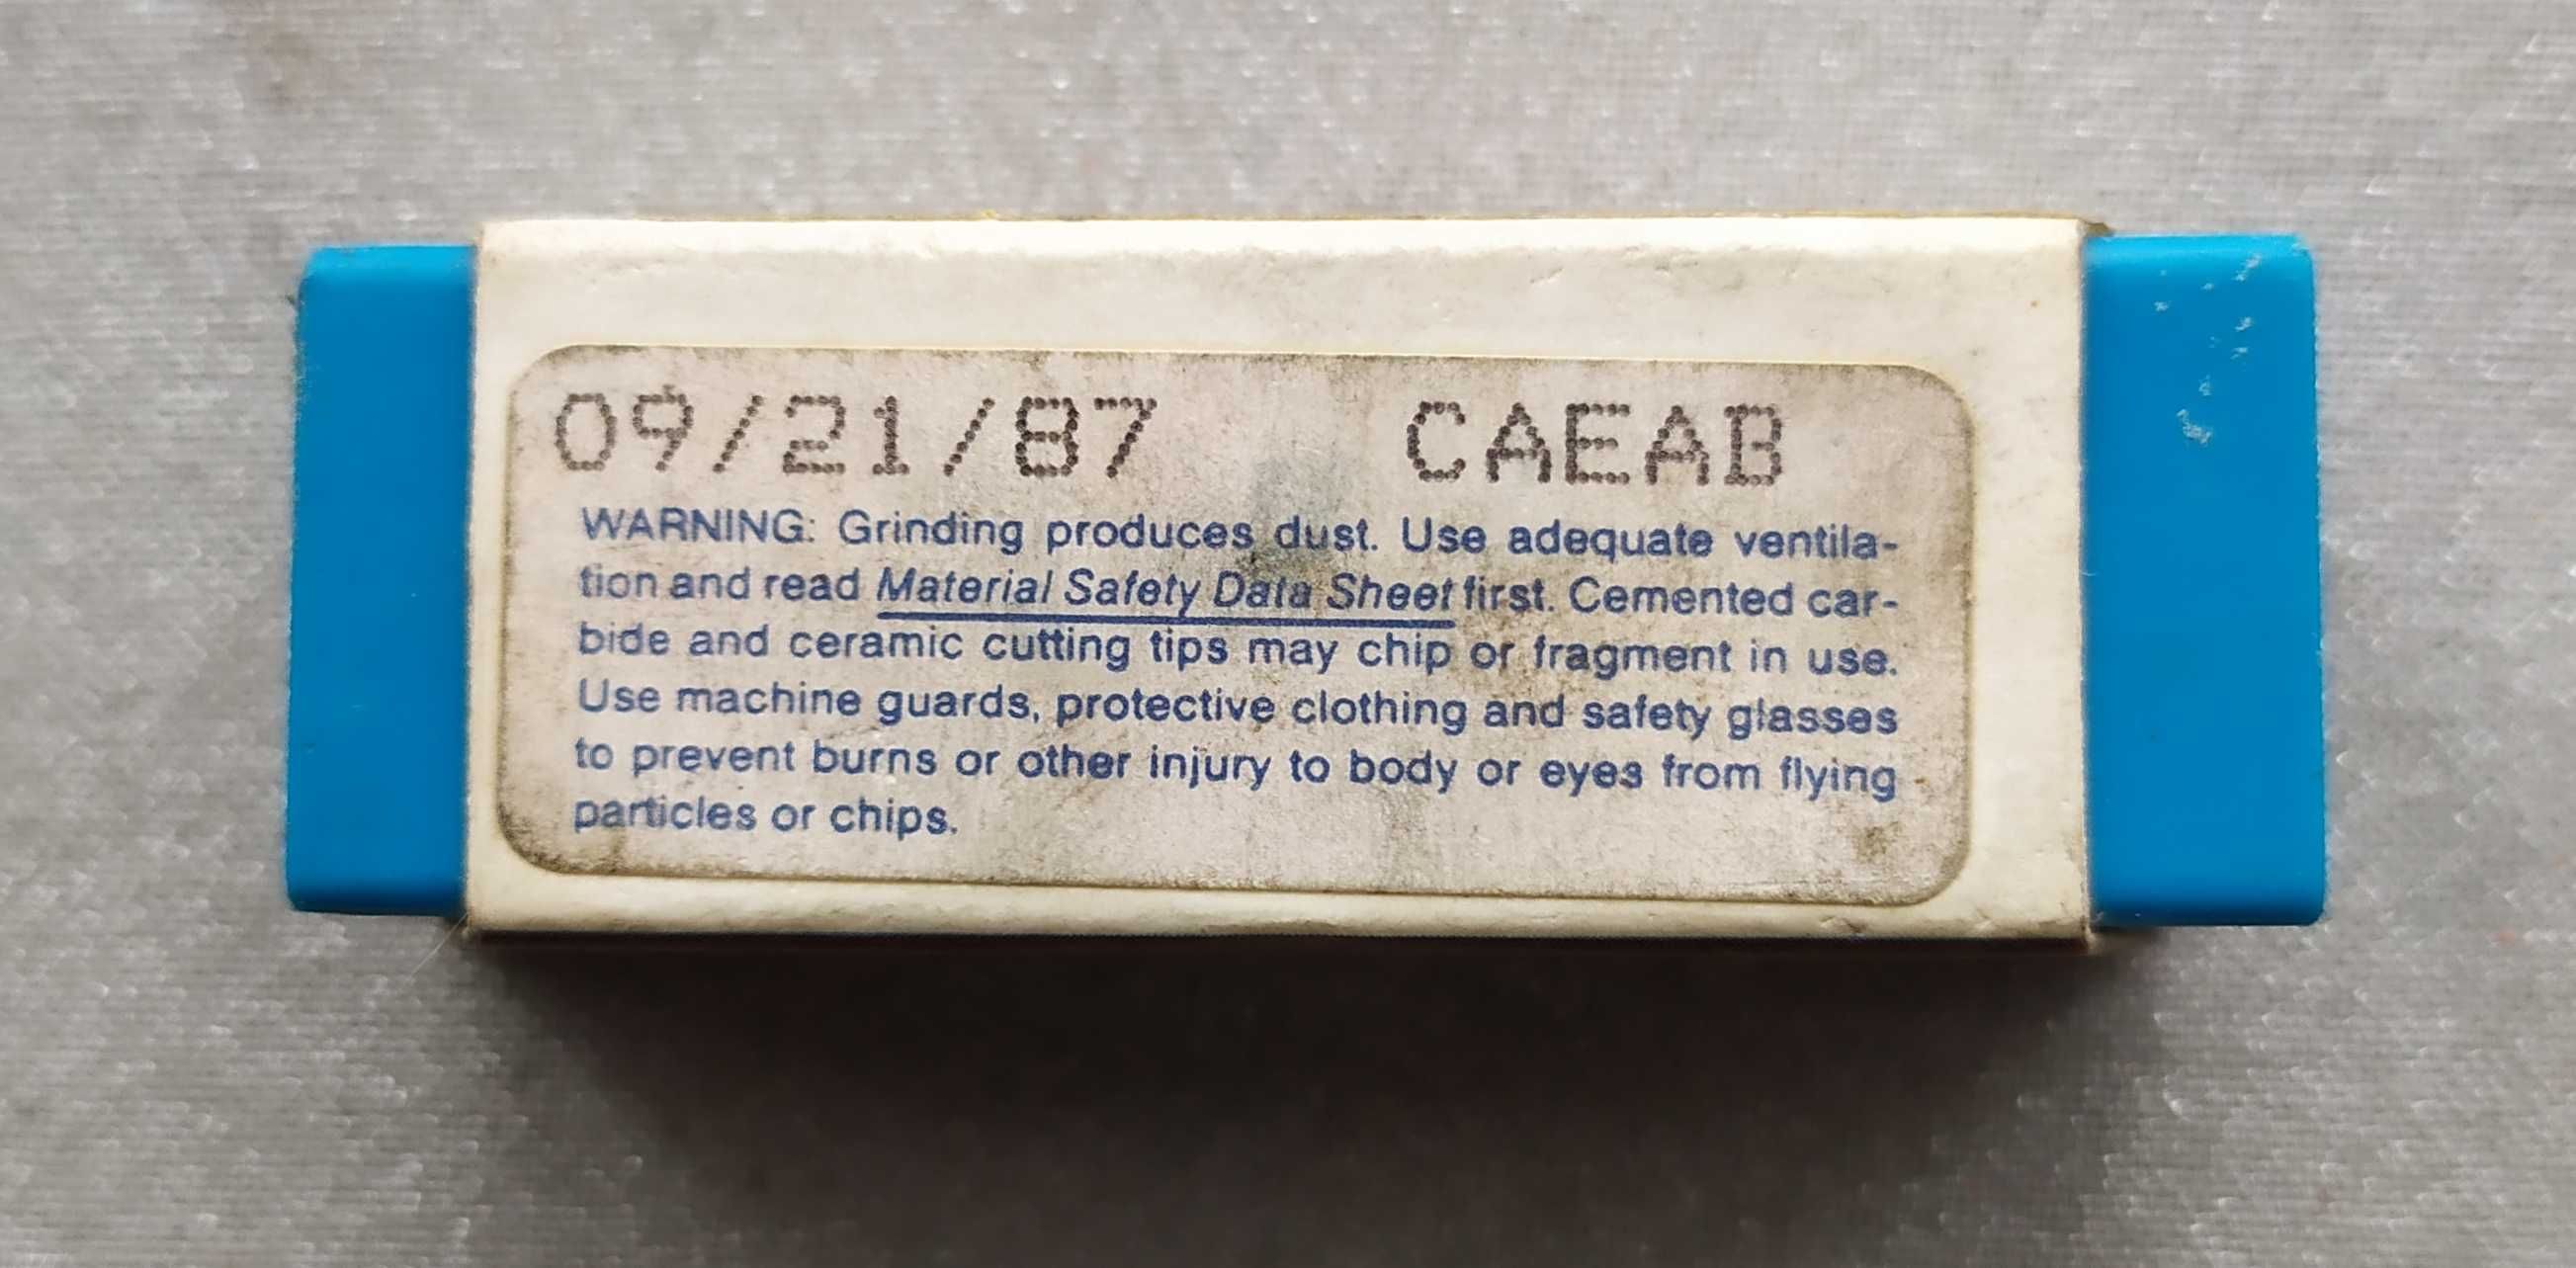 09/21/87 CAEAB
WARNING: Grinding produces dust. Use adequate ventila-
tion and read Material Safety Data Sheet first. Cemented car-
bide and ceramic cutting tips may chip or fragment in use.
Use machine guards, protective clothing and safety glasses
to prevent burns or other injury to body or eyes from flying
particles or chips.